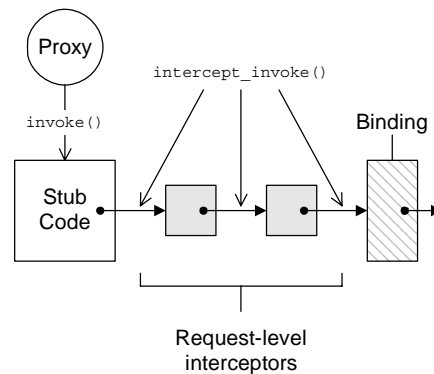 Proxy
intercept_invoke()
invoke()
Binding
Stub
Code
Request-level
interceptors